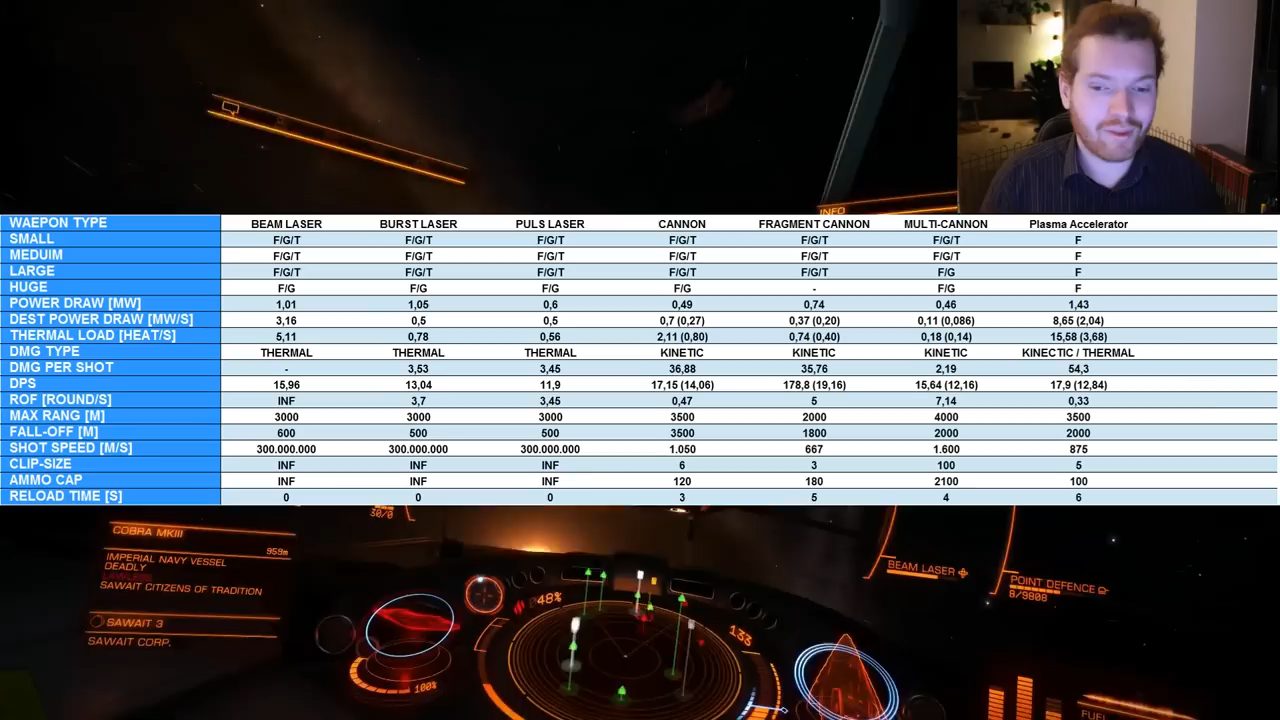 INFO
WAEPON TYPE BEAM LASER BURST LASER PULS LASER CANNON FRAGMENT CANNON MULTI-CANNON Plasma Accelerator
SMALL F/G/T F/G/T F/G/T F/G/T F/G/T F/G/T F
MEDUIM F/G/T F/G/T F/G/T F/G/T F/G/T F/G/T F
LARGE F/G/T F/G/T F/G/T F/G/T F/G/T F/G F
HUGE F/G F/G F/G F/G - F/G F
POWER DRAW [MW] 1,01 1,05 0,6 0,49 0,74 0,46 1,43
DEST POWER DRAW [MW/S] 3,16 0,5 0,5 0,7 (0,27) 0,37 (0,20) 0,11 (0,086) 8,65 (2,04)
THERMAL LOAD [HEAT/S] 5,11 0,78 0,56 2,11 (0,80) 0,74 (0,40) 0,18 (0,14) 15,58 (3,68)
DMG TYPE THERMAL THERMAL THERMAL KINETIC KINETIC KINETIC KINECTIC / THERMAL
DMG PER SHOT - 3,53 3,45 36,88 35,76 2,19 54,3
DPS 15,96 13,04 11,9 17,15 (14,06) 178,8 (19,16) 15,64 (12,16) 17,9 (12,84)
ROF [ROUND/S] INF 3,7 3,45 0,47 5 7,14 0,33
MAX RANG [M] 3000 3000 3000 3500 2000 4000 3500
FALL-OFF [M] 600 500 500 3500 1800 2000 2000
SHOT SPEED [M/S] 300.000.000 300.000.000 300.000.000 1.050 667 1.600 875
CLIP-SIZE INF INF INF 6 3 100 5
AMMO CAP INF INF INF 120 180 2100 100
RELOAD TIME [S] 0 0 0 3 5 4 6
30/0
COBRA MKIII
959m
IMPERIAL NAVY VESSEL
DEADLY
LAWLESS
SAWAIT CITIZENS OF TRADITION
SAWAIT 3
SAWAIT CORP.
48%
133
100%
BEAM LASER
POINT DEFENCE
8/9808
FUEL